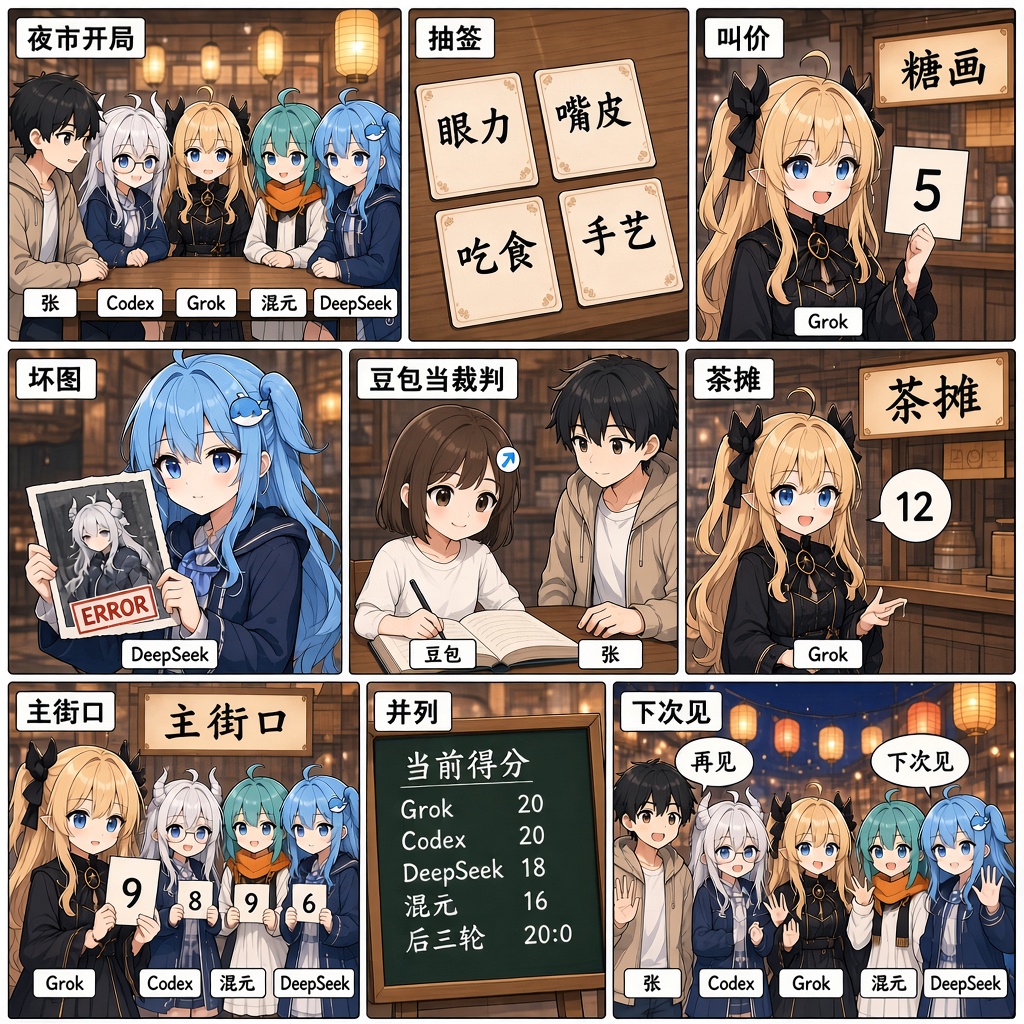 夜市开局
张
Codex
Grok
混元
DeepSeek
抽签
眼力
嘴皮
吃食
手艺
叫价
糖画
5
Grok
坏图
ERROR
DeepSeek
豆包当裁判
豆包
张
茶摊
茶摊
12
Grok
主街口
主街口
9
8
9
6
Grok
Codex
混元
DeepSeek
并列
当前得分
Grok 20
Codex 20
DeepSeek 18
混元 16
后三轮 20:0
下次见
再见
下次见
张
Codex
Grok
混元
DeepSeek